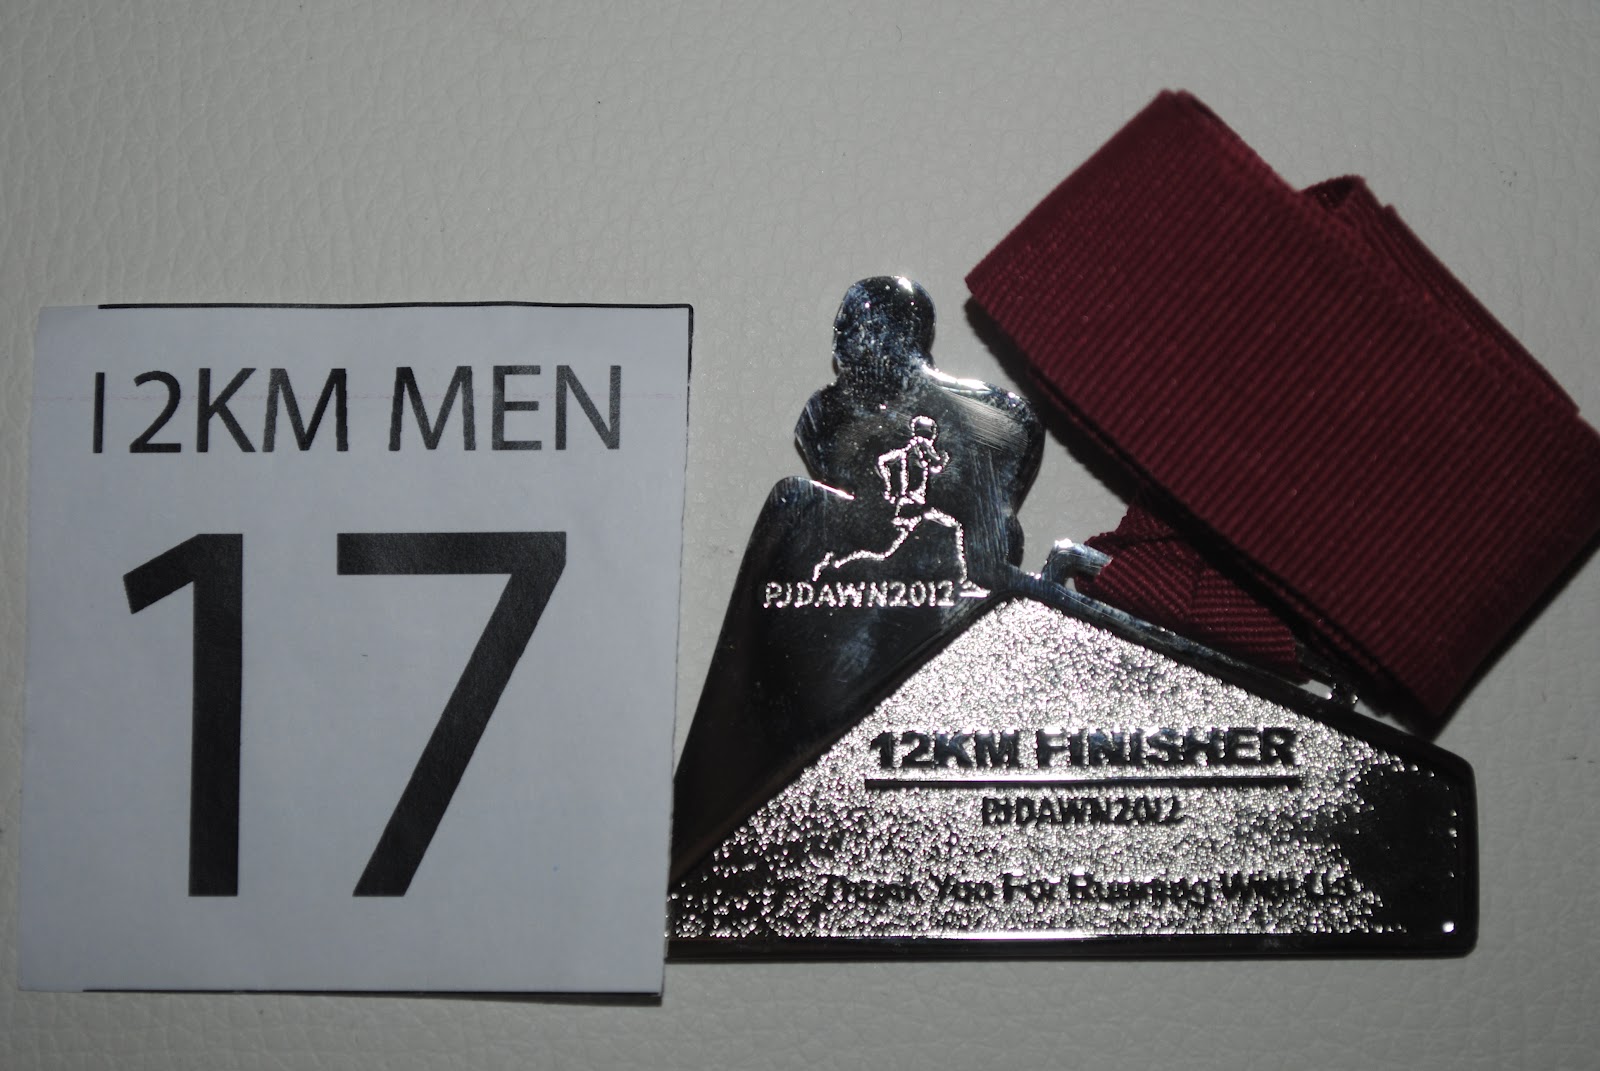 12KM MEN
17
PJDAWN2012
12KM FINISHER
PJDAWN2012
Thank You For Running With Us